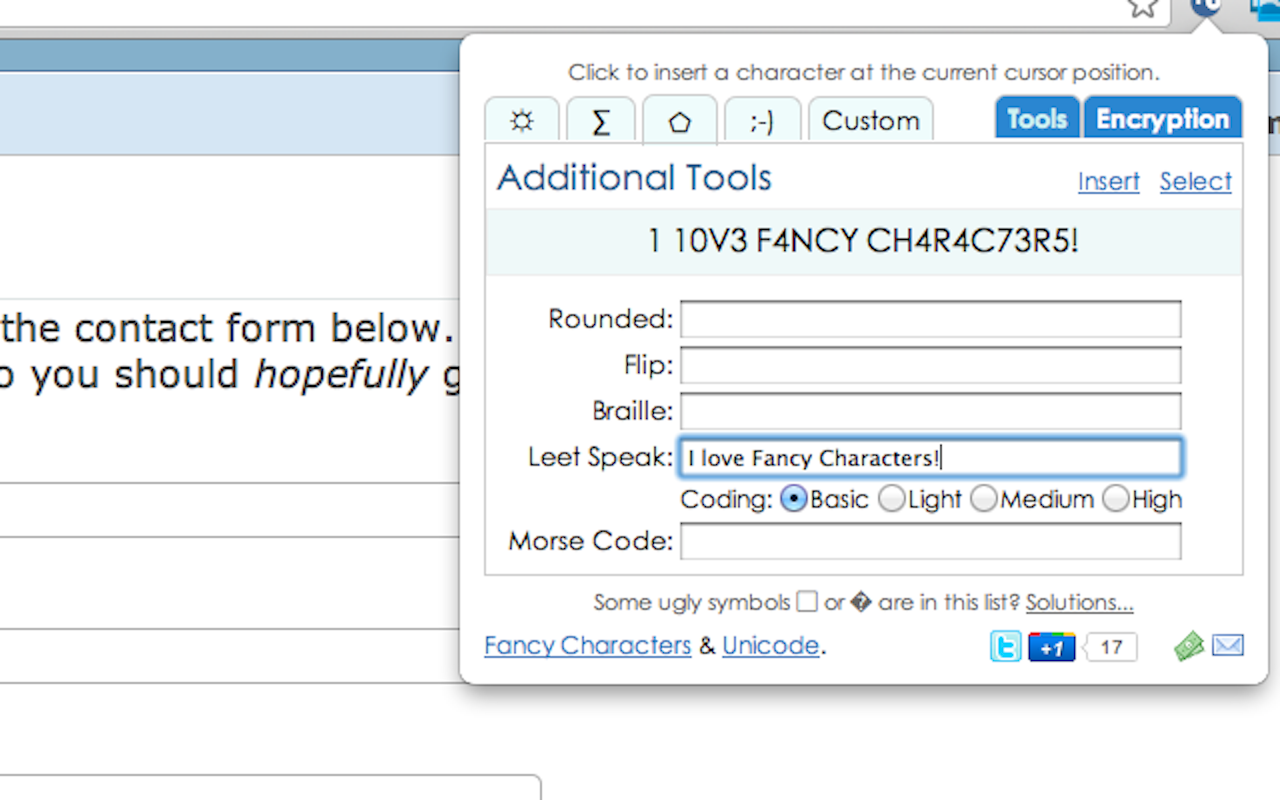 Click to insert a character at the current cursor position.
☼ Σ ⬠ ;-) Custom Tools Encryption
Additional Tools Insert Select
1 10V3 F4NCY CH4R4C73R5!
Rounded:
the contact form below.
Flip:
you should hopefully
Braille:
Leet Speak: I love Fancy Characters!
Coding: Basic Light Medium High
Morse Code:
Some ugly symbols □ or � are in this list? Solutions...
Fancy Characters & Unicode.
+1 17